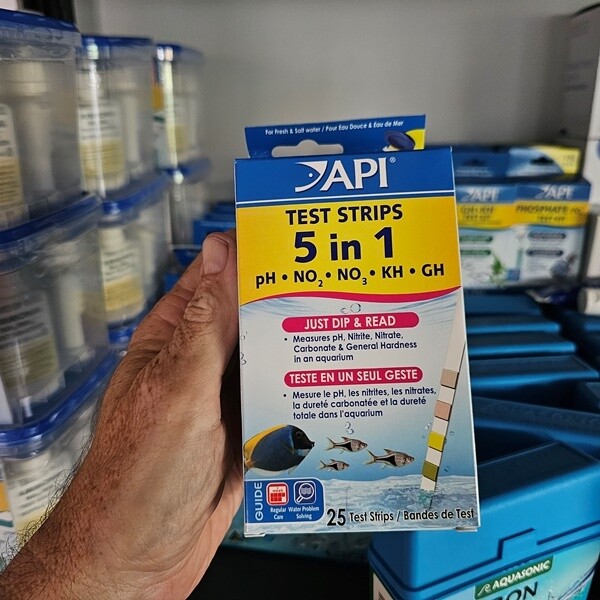 For Fresh & Salt water / Pour Eau Douce & Eau de Mer
API®
TEST STRIPS
5 in 1
pH • NO2 • NO3 • KH • GH
JUST DIP & READ
• Measures pH, Nitrite, Nitrate,
Carbonate & General Hardness
in an aquarium
TESTE EN UN SEUL GESTE
• Mesure le pH, les nitrites, les nitrates,
la dureté carbonatée et la dureté
totale dans l'aquarium
GUIDE
Regular
Care
Water Problem
Solving
25 Test Strips / Bandes de Test
API
API
PHOSPHATE
TEST KIT
AQUASONIC